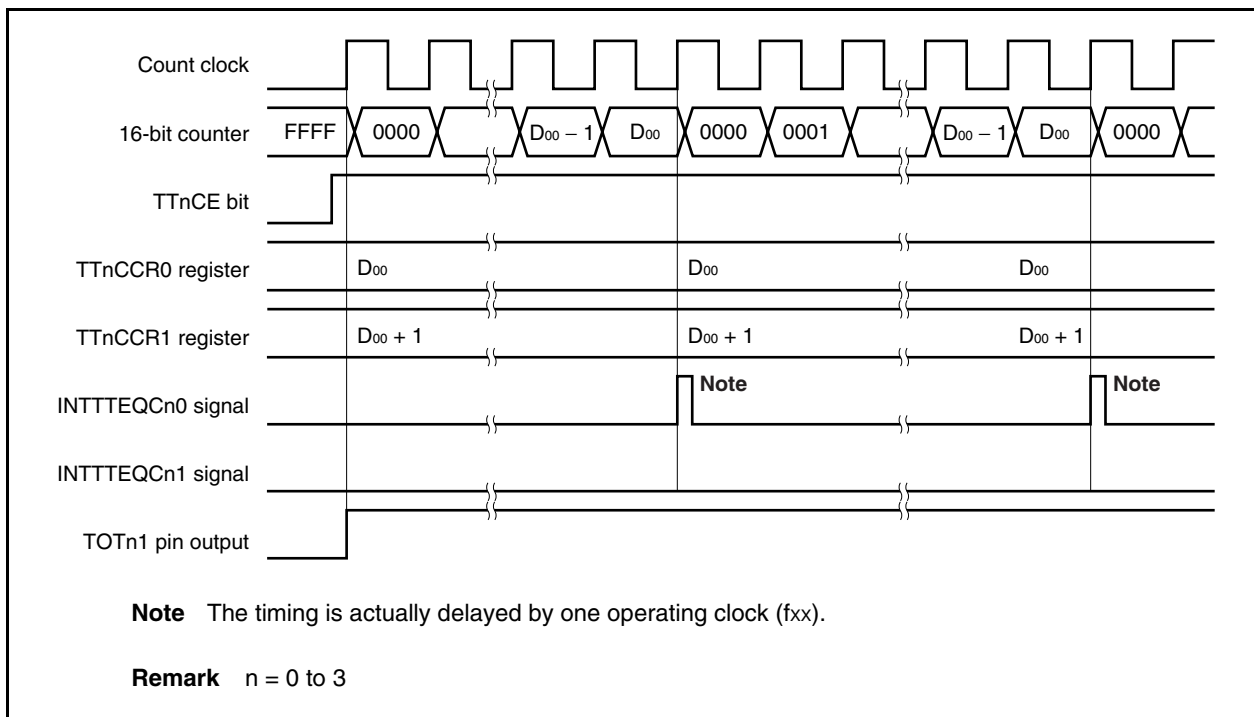 Count clock
16-bit counter FFFF 0000 D00 − 1 D00 0000 0001 D00 − 1 D00 0000
TTnCE bit
TTnCCR0 register D00 D00 D00
TTnCCR1 register D00 + 1 D00 + 1 D00 + 1
INTTTEQCn0 signal Note Note
INTTTEQCn1 signal
TOTn1 pin output
Note The timing is actually delayed by one operating clock (fxx).
Remark n = 0 to 3